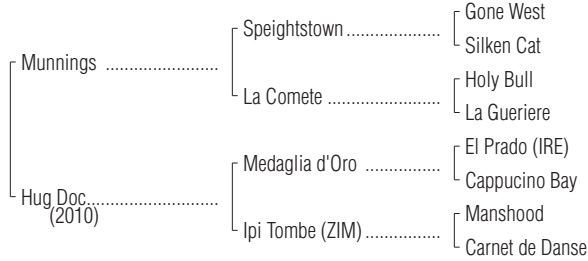 Gone West
Speightstown
Silken Cat
Munnings
Holy Bull
La Comete
La Gueriere
El Prado (IRE)
Medaglia d'Oro
Cappucino Bay
Hug Doc
(2010)
Manshood
Ipi Tombe (ZIM)
Carnet de Danse